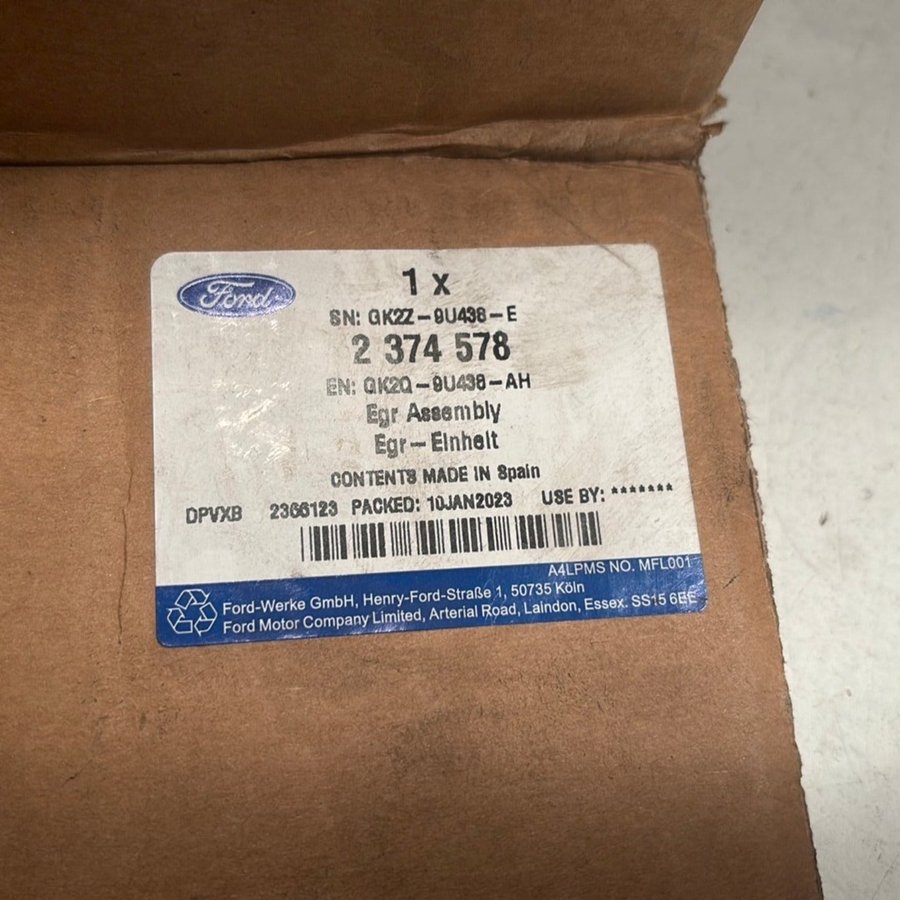 Ford
1 x
SN: GK2Z-9U438-E
2 374 578
EN: GK2Q-9U438-AH
Egr Assembly
Egr-Einheit
CONTENTS MADE IN Spain
DPVXB 2366123 PACKED: 10JAN2023 USE BY: *******
A4LPMS NO. MFL001
Ford-Werke GmbH, Henry-Ford-Straße 1, 50735 Köln
Ford Motor Company Limited, Arterial Road, Laindon, Essex. SS15 6EE